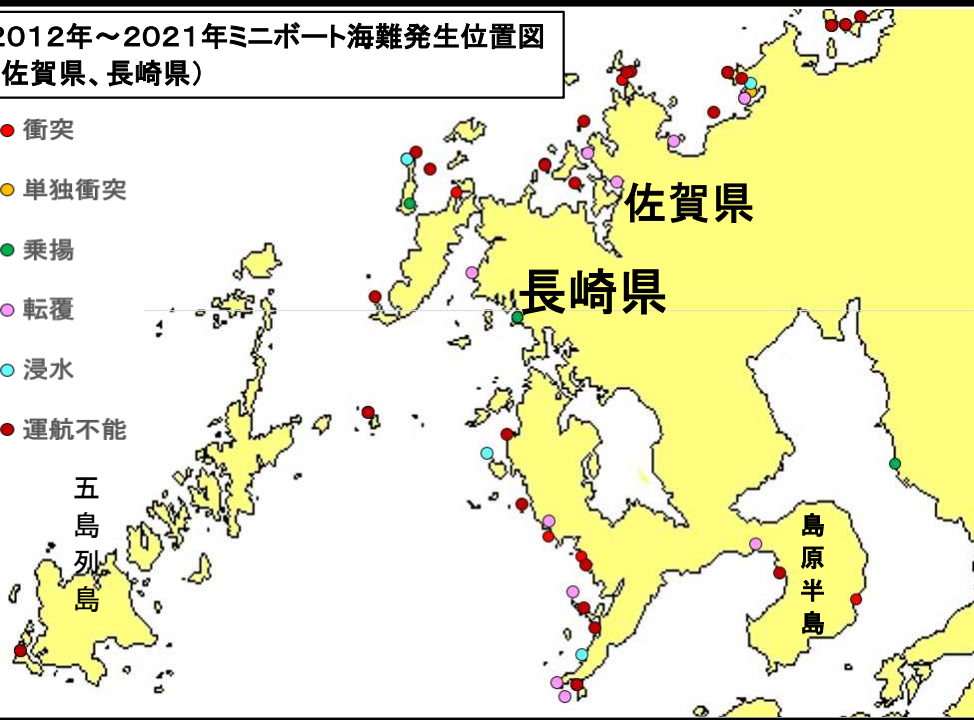 2012年～2021年ミニボート海難発生位置図
佐賀県、長崎県）
衝突
単独衝突
乗揚
転覆
浸水
運航不能
佐賀県
長崎県
五島列島
島原半島